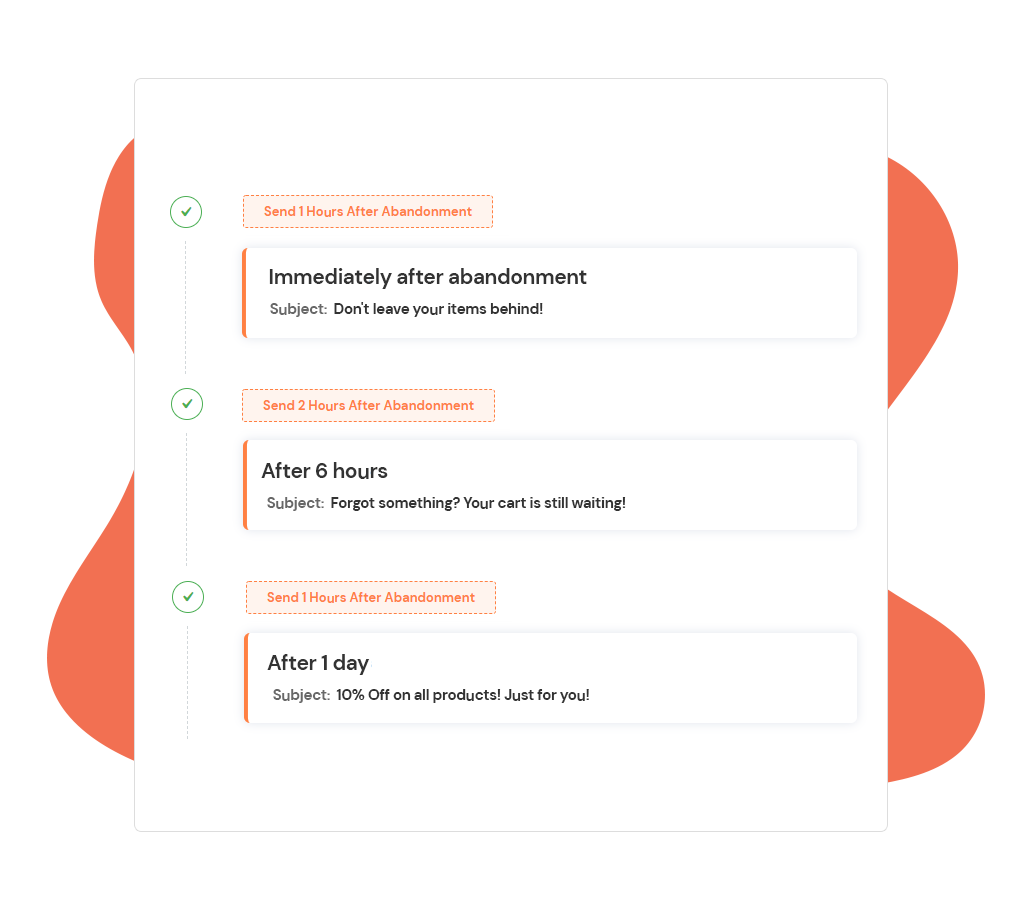 Send 1 Hours After Abandonment
Immediately after abandonment
Subject: Don't leave your items behind!
Send 2 Hours After Abandonment
After 6 hours
Subject: Forgot something? Your cart is still waiting!
Send 1 Hours After Abandonment
After 1 day
Subject: 10% Off on all products! Just for you!